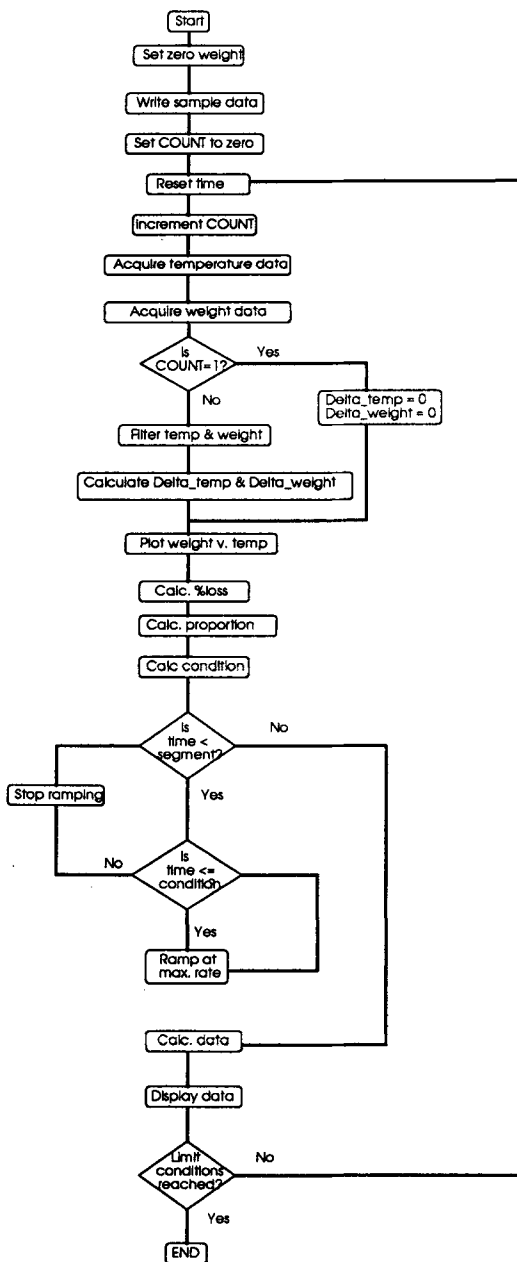 Start
Set zero weight
Write sample data
Set COUNT to zero
Reset time
Increment COUNT
Acquire temperature data
Acquire weight data
Is
COUNT= 1?
Yes
No
Delta_temp = 0
Delta_weight = 0
Filter temp & weight
Calculate Delta_temp & Delta_weight
Plot weight v. temp
Calc. %loss
Calc. proportion
Calc condition
Is
time <
segment?
No
Yes
Stop ramping
Is
time <=
condition?
No
Yes
Ramp at
max. rate
Calc. data
Display data
Limit
conditions
reached?
No
Yes
END